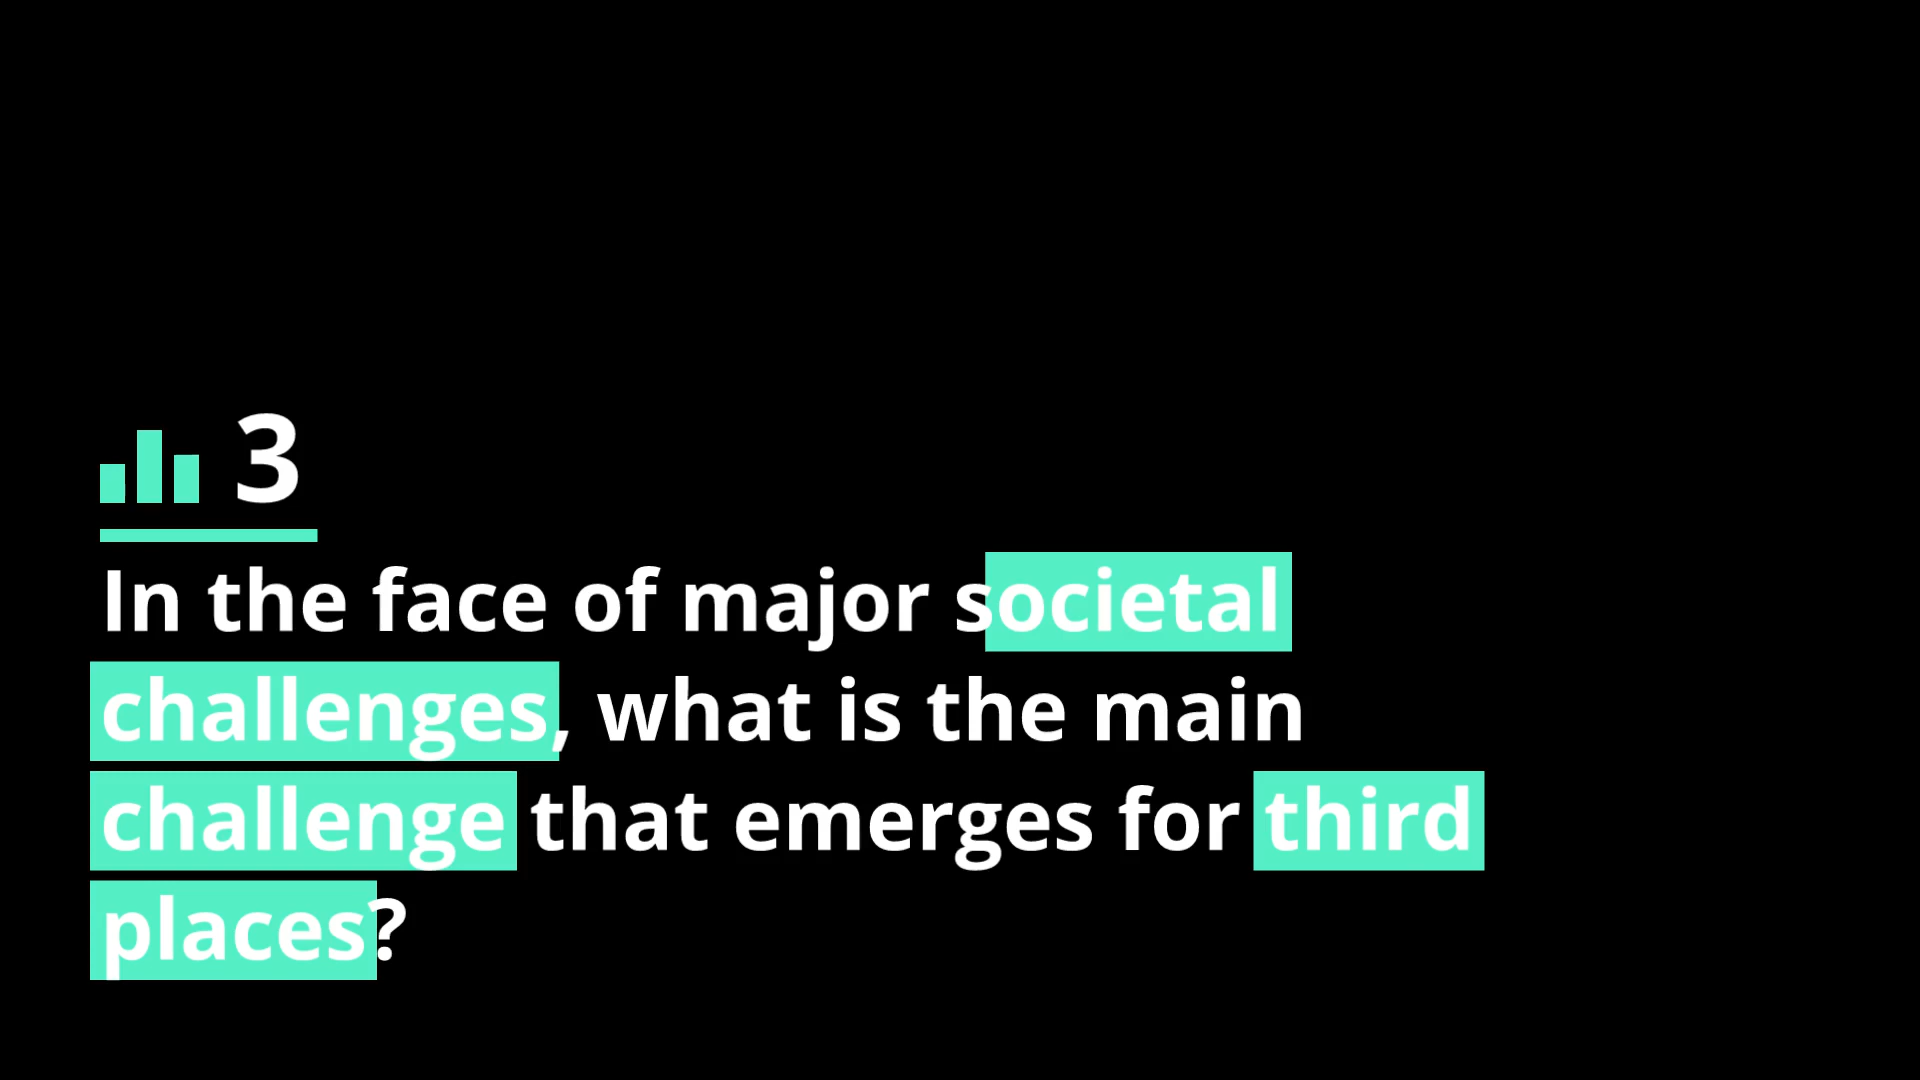 3
In the face of major societal
challenges, what is the main
challenge that emerges for third
places?